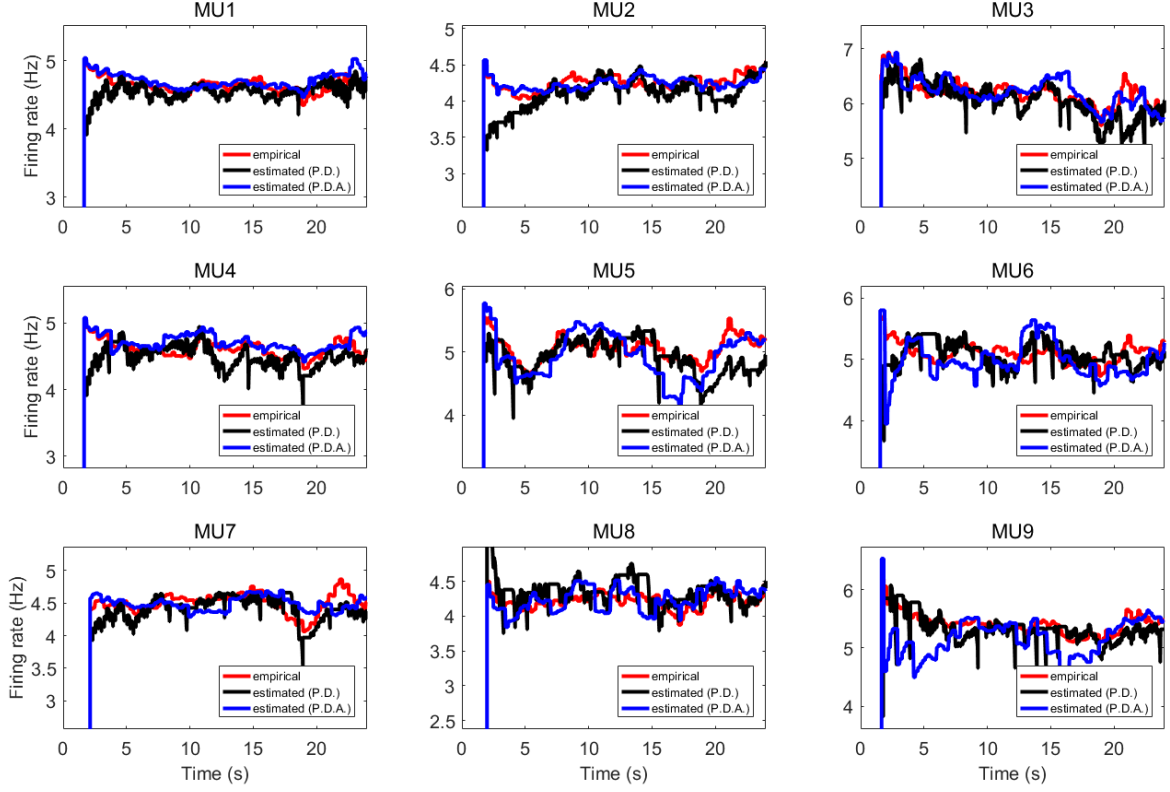 MU1
MU2
MU3
Firing rate (Hz)
5
4
3
0 5 10 15 20
empirical
estimated (P.D.)
estimated (P.D.A.)
4.5
4
3.5
3
0 5 10 15 20
empirical
estimated (P.D.)
estimated (P.D.A.)
7
6
5
0 5 10 15 20
empirical
estimated (P.D.)
estimated (P.D.A.)
MU4
MU5
MU6
Firing rate (Hz)
5
4
3
0 5 10 15 20
empirical
estimated (P.D.)
estimated (P.D.A.)
6
5
4
0 5 10 15 20
empirical
estimated (P.D.)
estimated (P.D.A.)
6
5
4
0 5 10 15 20
empirical
estimated (P.D.)
estimated (P.D.A.)
MU7
MU8
MU9
Firing rate (Hz)
5
4.5
4
3.5
3
0 5 10 15 20
Time (s)
empirical
estimated (P.D.)
estimated (P.D.A.)
4.5
4
3.5
3
2.5
0 5 10 15 20
Time (s)
empirical
estimated (P.D.)
estimated (P.D.A.)
6
5
4
0 5 10 15 20
Time (s)
empirical
estimated (P.D.)
estimated (P.D.A.)